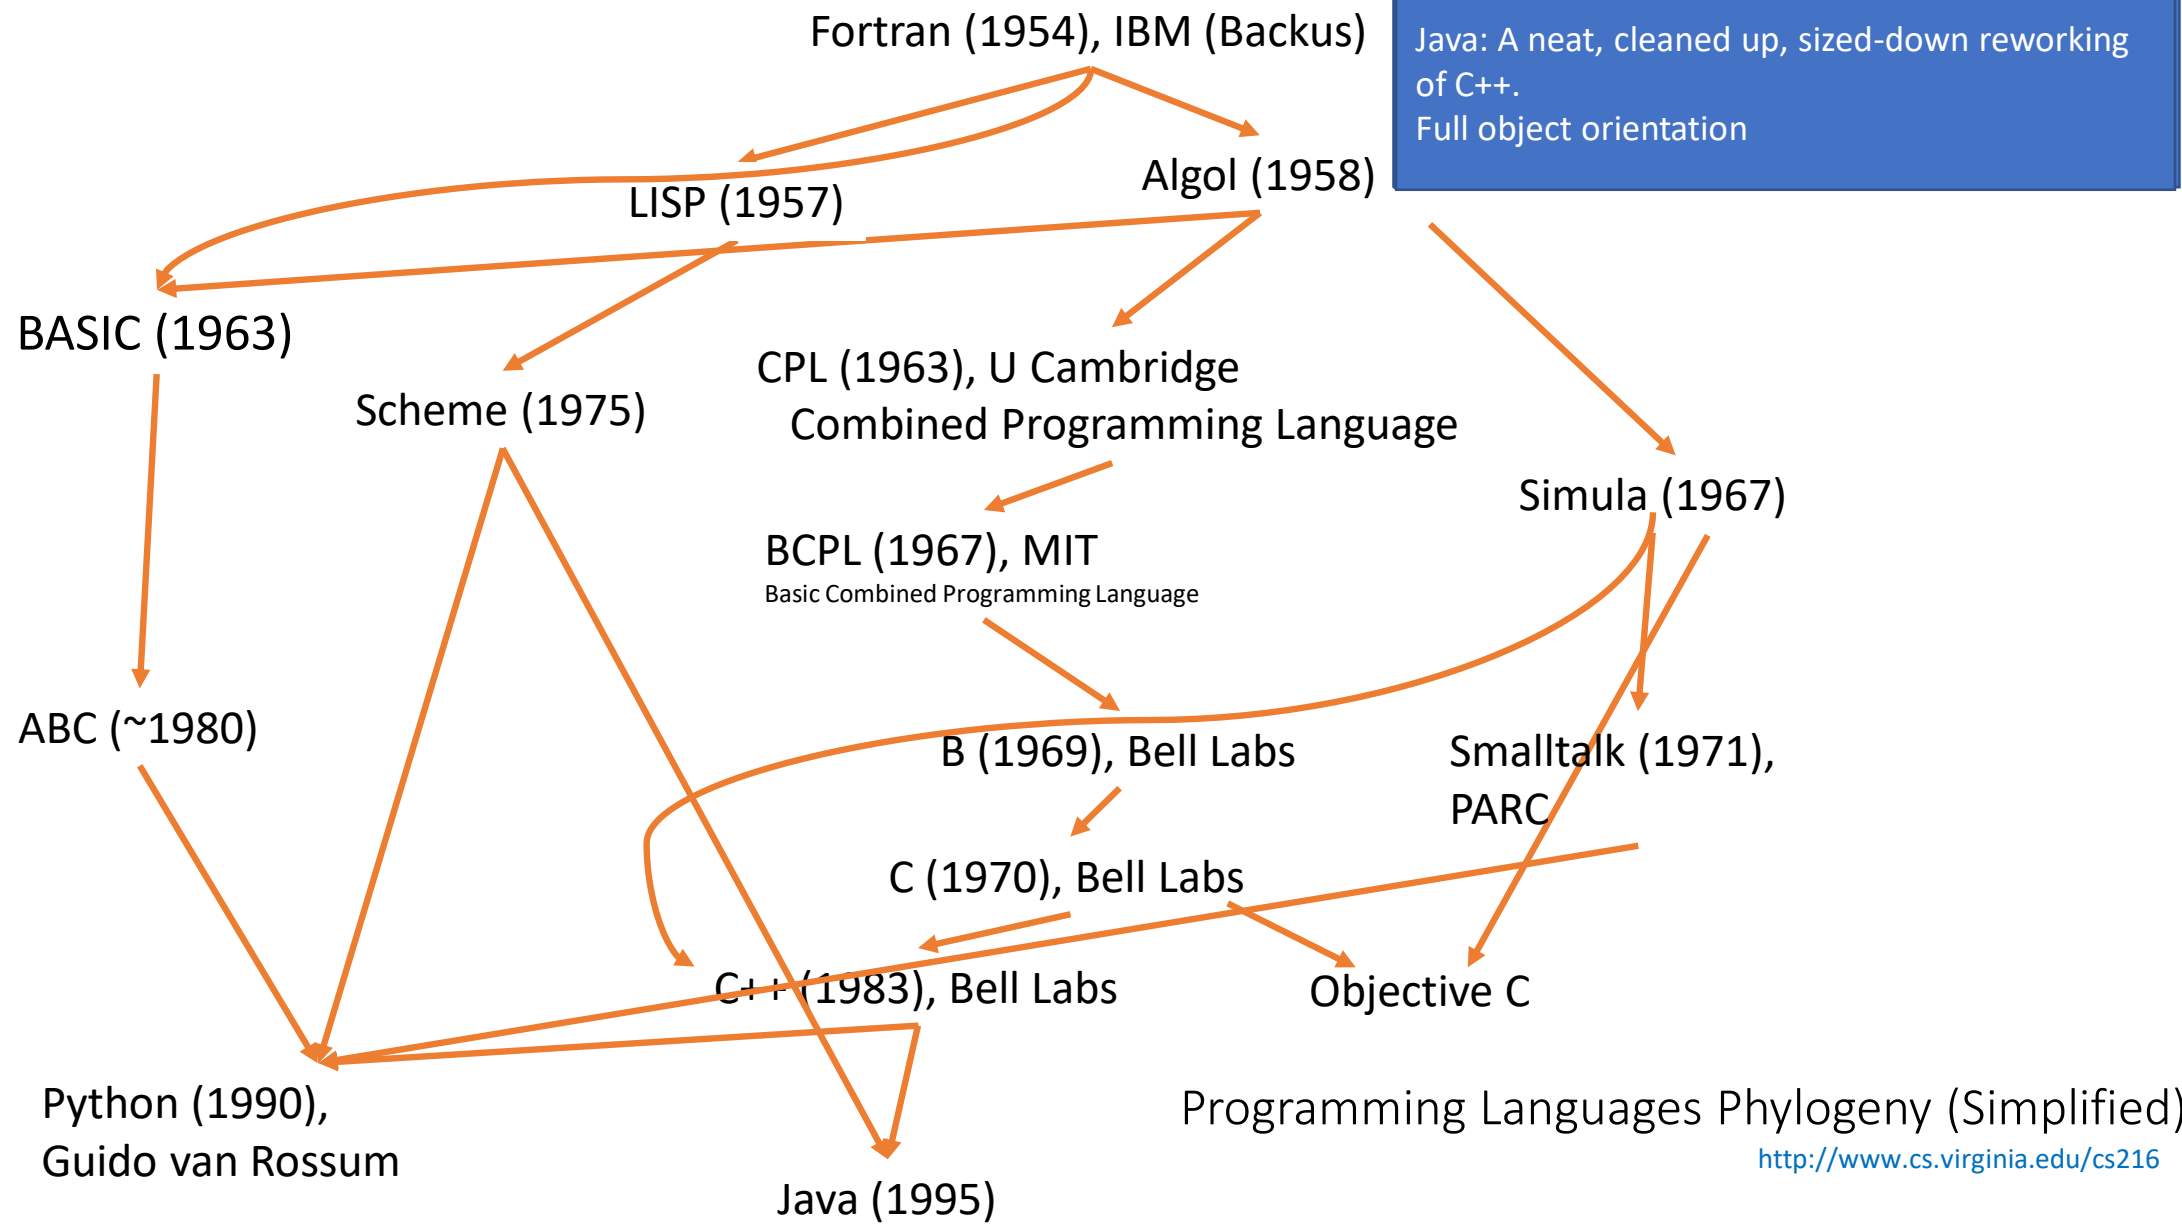 Fortran (1954), IBM (Backus)
Java: A neat, cleaned up, sized-down reworking
of C++.
Full object orientation
Algol (1958)
LISP (1957)
BASIC (1963)
CPL (1963), U Cambridge
Combined Programming Language
Scheme (1975)
Simula (1967)
BCPL (1967), MIT
Basic Combined Programming Language
ABC (~1980)
B (1969), Bell Labs
Smalltalk (1971),
PARC
C (1970), Bell Labs
C++ (1983), Bell Labs
Objective C
Python (1990),
Guido van Rossum
Programming Languages Phylogeny (Simplified)
http://www.cs.virginia.edu/cs216
Java (1995)